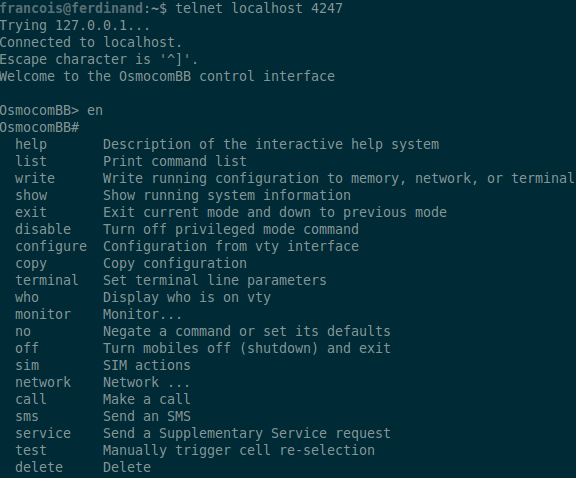 francois@ferdinand:~$ telnet localhost 4247
Trying 127.0.0.1...
Connected to localhost.
Escape character is '^]'.
Welcome to the OsmocomBB control interface

OsmocomBB> en
OsmocomBB#
  help       Description of the interactive help system
  list       Print command list
  write      Write running configuration to memory, network, or terminal
  show       Show running system information
  exit       Exit current mode and down to previous mode
  disable    Turn off privileged mode command
  configure  Configuration from vty interface
  copy       Copy configuration
  terminal   Set terminal line parameters
  who        Display who is on vty
  monitor    Monitor...
  no         Negate a command or set its defaults
  off        Turn mobiles off (shutdown) and exit
  sim        SIM actions
  network    Network ...
  call       Make a call
  sms        Send an SMS
  service    Send a Supplementary Service request
  test       Manually trigger cell re-selection
  delete     Delete